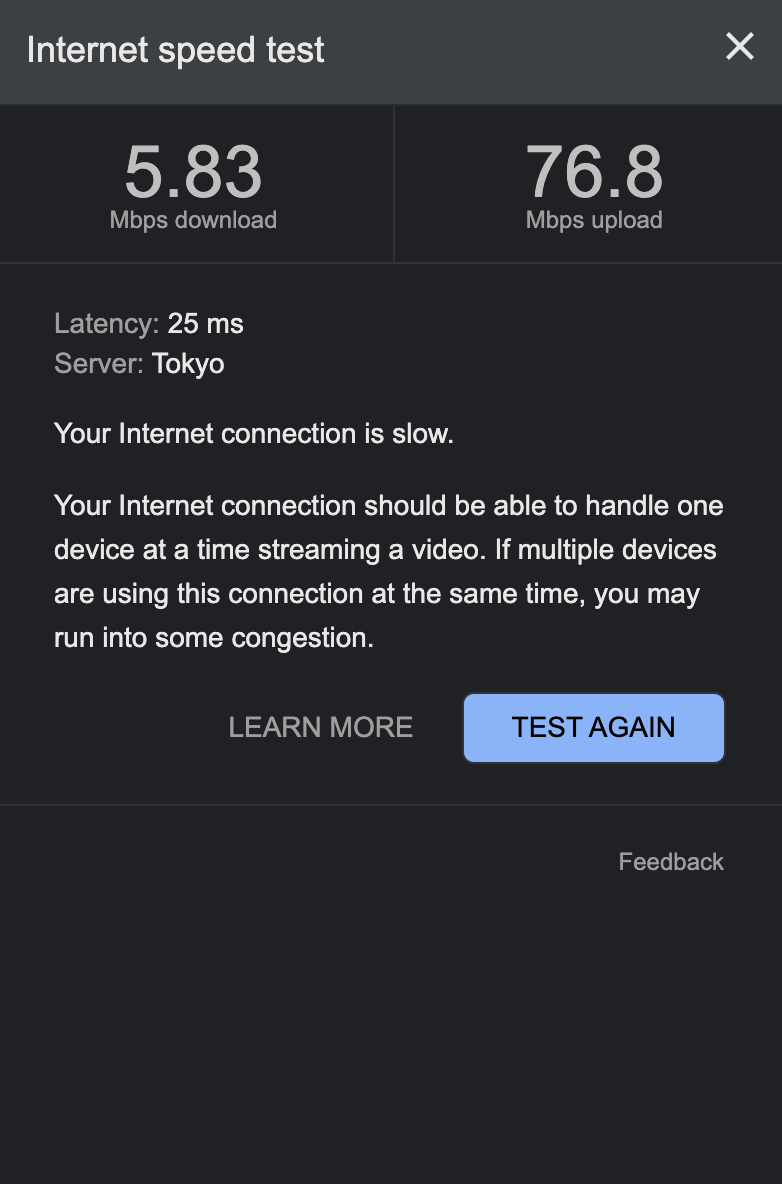 Internet speed test
5.83
Mbps download
76.8
Mbps upload
Latency: 25 ms
Server: Tokyo
Your Internet connection is slow.
Your Internet connection should be able to handle one
device at a time streaming a video. If multiple devices
are using this connection at the same time, you may
run into some congestion.
LEARN MORE
TEST AGAIN
Feedback